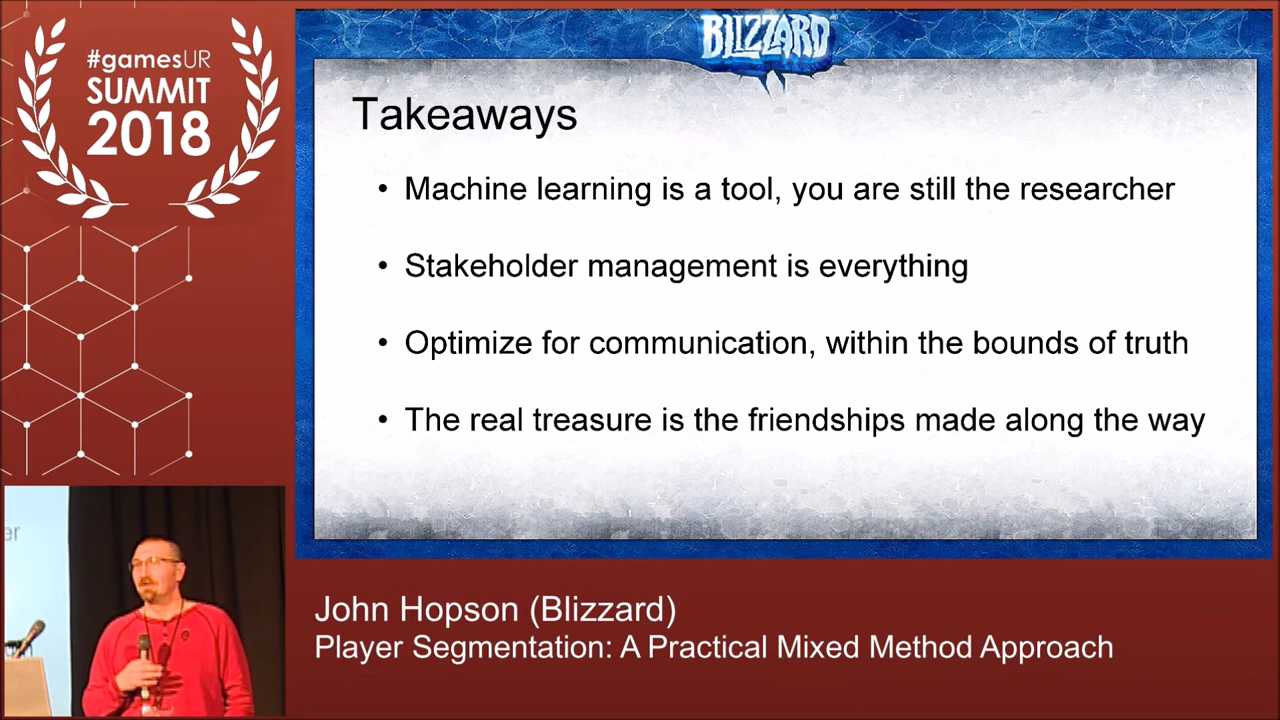 #gamesUR
SUMMIT
2018
BLIZZARD
Takeaways
• Machine learning is a tool, you are still the researcher
• Stakeholder management is everything
• Optimize for communication, within the bounds of truth
• The real treasure is the friendships made along the way
er
John Hopson (Blizzard)
Player Segmentation: A Practical Mixed Method Approach